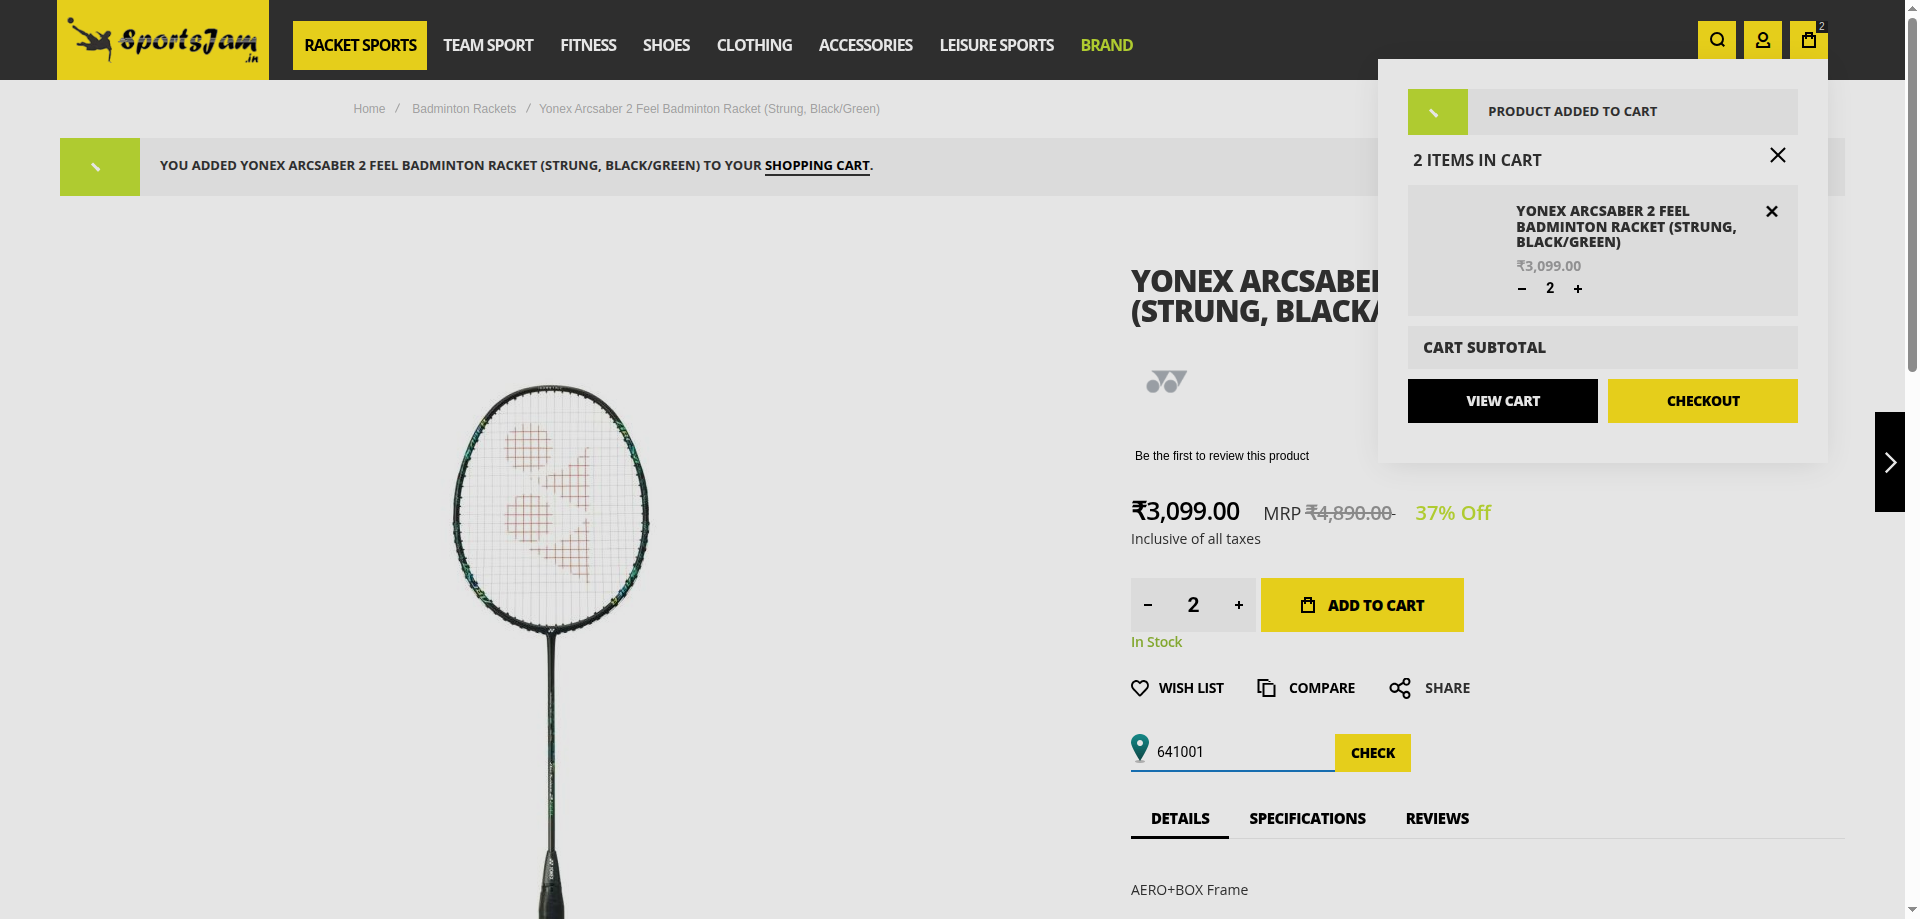 SportsJam
.in
RACKET SPORTS TEAM SPORT FITNESS SHOES CLOTHING ACCESSORIES LEISURE SPORTS BRAND
2
Home / Badminton Rackets / Yonex Arcsaber 2 Feel Badminton Racket (Strung, Black/Green)
YOU ADDED YONEX ARCSABER 2 FEEL BADMINTON RACKET (STRUNG, BLACK/GREEN) TO YOUR SHOPPING CART.
PRODUCT ADDED TO CART
2 ITEMS IN CART
YONEX ARCSABER 2 FEEL
BADMINTON RACKET (STRUNG,
BLACK/GREEN)
₹3,099.00
− 2 +
CART SUBTOTAL
VIEW CART CHECKOUT
YONEX ARCSABER
(STRUNG, BLACK/
Be the first to review this product
₹3,099.00 MRP ₹4,890.00 37% Off
Inclusive of all taxes
− 2 + ADD TO CART
In Stock
WISH LIST COMPARE SHARE
641001 CHECK
DETAILS SPECIFICATIONS REVIEWS
AERO+BOX Frame